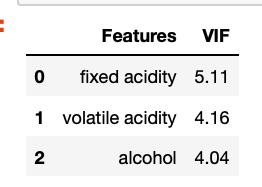 Features VIF
0 fixed acidity 5.11
1 volatile acidity 4.16
2 alcohol 4.04